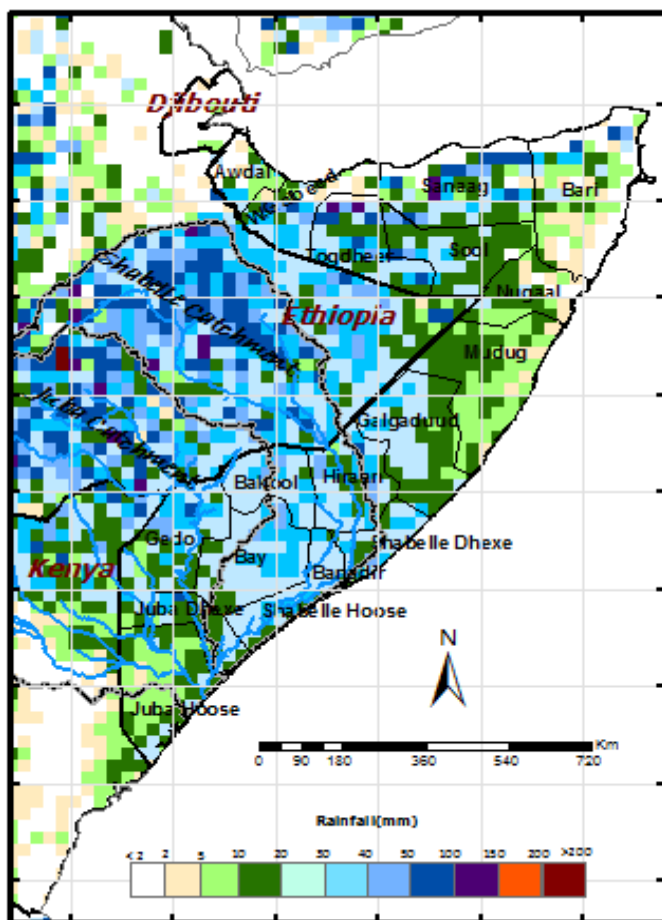 Djibouti
Awdal
Sanaag
Bari
Togdheer
Sool
Nugaal
Shabelle Catchment
Ethiopia
Mudug
Juba Catchment
Galgaduud
Bakool
Hiraan
Gedo
Shabelle Dhexe
Kenya
Bay
Banadir
Juba Dhexe
Shabelle Hoose
N
Juba Hoose
Km
0 90 180 360 540 720
Rainfall(mm)
<2 2 5 10 20 30 40 50 100 150 200 >200